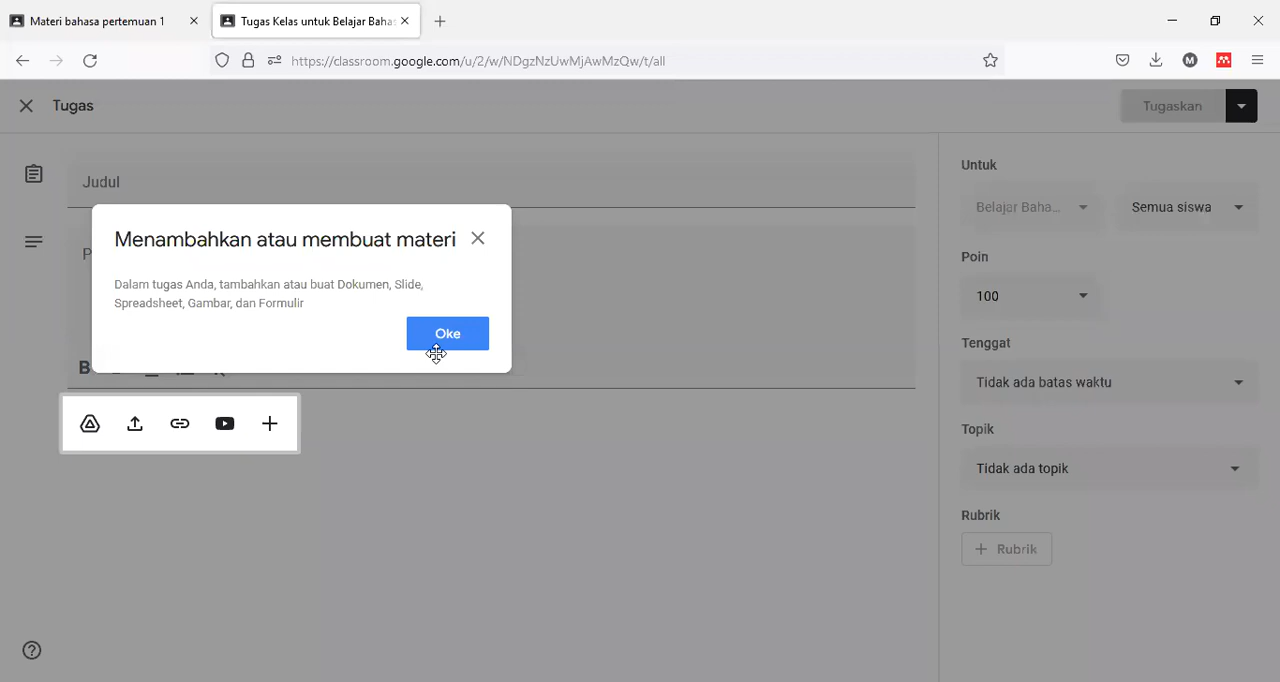 Materi bahasa pertemuan 1
Tugas Kelas untuk Belajar Baha
https://classroom.google.com/u/2/w/NDgzNzUwMjAwMzQw/t/all
M
Tugas
Tugaskan
Judul
Menambahkan atau membuat materi
Dalam tugas Anda, tambahkan atau buat Dokumen, Slide,
Spreadsheet, Gambar, dan Formulir
Oke
P
B
Untuk
Belajar Baha...
Semua siswa
Poin
100
Tenggat
Tidak ada batas waktu
Topik
Tidak ada topik
Rubrik
+ Rubrik